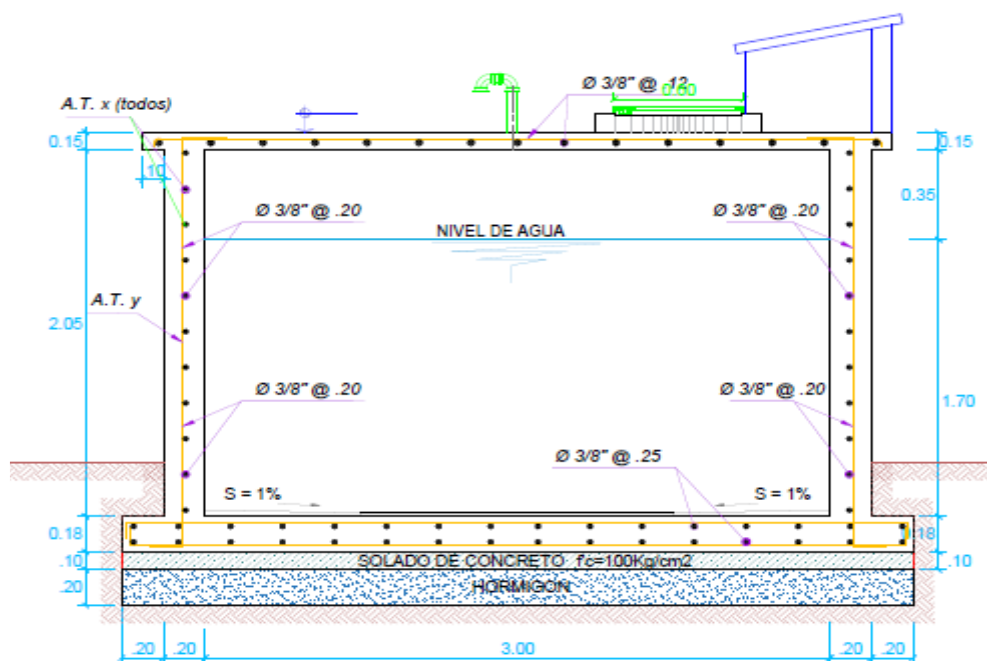 Ø 3/8" @ .12
0.60
A.T. x (todos)
0.15
0.15
.10
0.35
Ø 3/8" @ .20
Ø 3/8" @ .20
NIVEL DE AGUA
A.T. y
2.05
Ø 3/8" @ .20
Ø 3/8" @ .20
1.70
Ø 3/8" @ .25
S = 1%
S = 1%
0.18
0.18
.10
SOLADO DE CONCRETO f'c=100Kg/cm2
.10
.20
HORMIGON
.20
.20
3.00
.20
.20